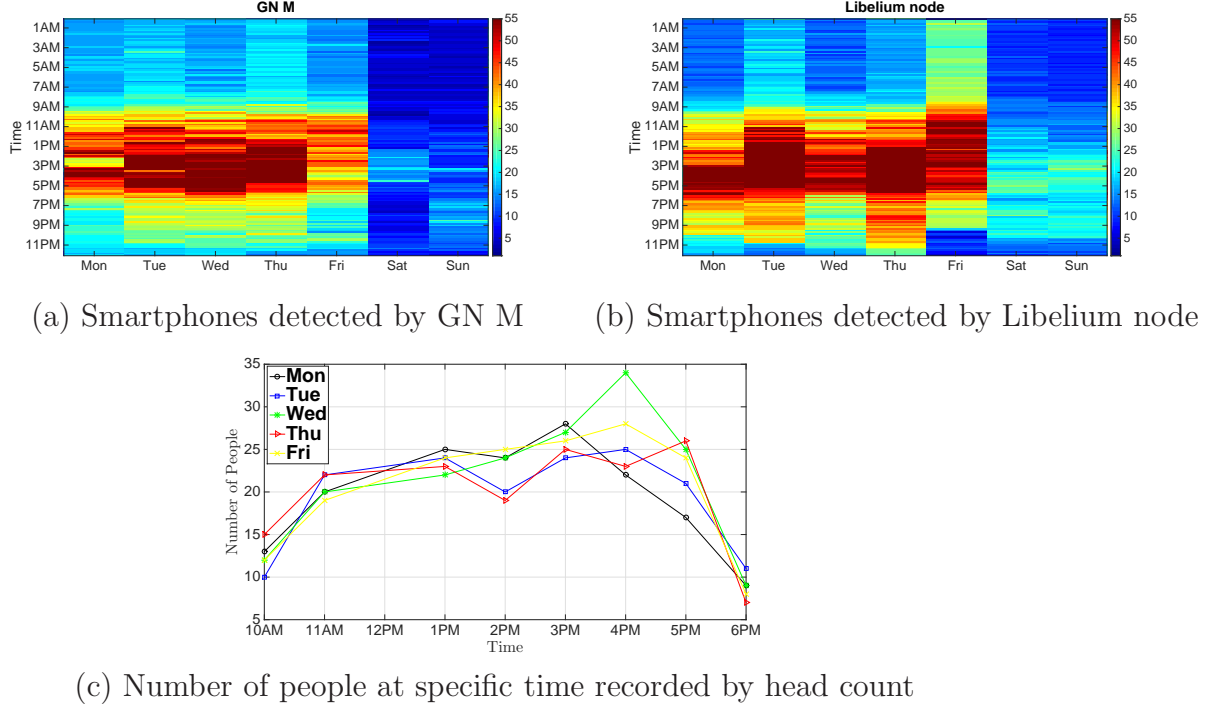 GN M
1AM
3AM
5AM
7AM
9AM
11AM
1PM
3PM
5PM
7PM
9PM
11PM
Time
Mon Tue Wed Thu Fri Sat Sun
55
50
45
40
35
30
25
20
15
10
5
(a) Smartphones detected by GN M
Libelium node
1AM
3AM
5AM
7AM
9AM
11AM
1PM
3PM
5PM
7PM
9PM
11PM
Time
Mon Tue Wed Thu Fri Sat Sun
55
50
45
40
35
30
25
20
15
10
5
(b) Smartphones detected by Libelium node
35
30
25
20
15
10
5
Number of People
Mon
Tue
Wed
Thu
Fri
10AM 11AM 12PM 1PM 2PM 3PM 4PM 5PM 6PM
Time
(c) Number of people at specific time recorded by head count